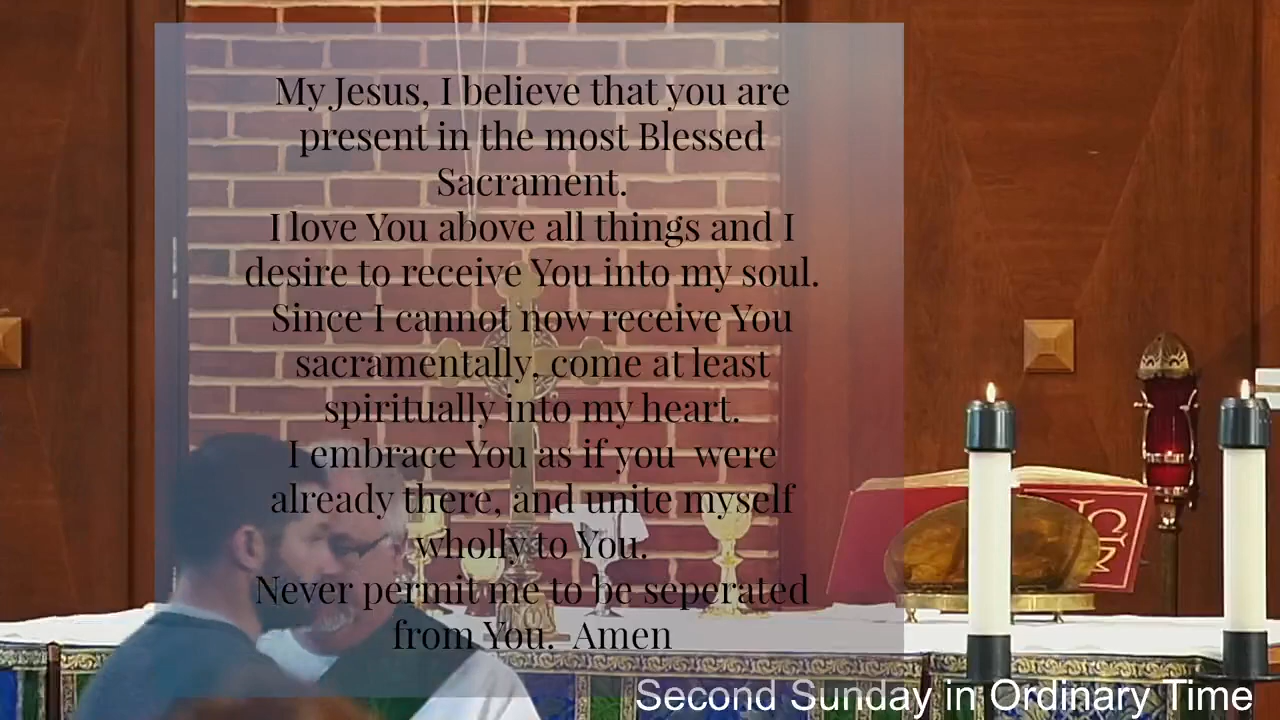 My Jesus, I believe that you are
present in the most Blessed
Sacrament.
I love You above all things and I
desire to receive You into my soul.
Since I cannot now receive You
sacramentally, come at least
spiritually into my heart.
I embrace You as if you  were
already there, and unite myself
wholly to You.
Never permit me to be seperated
from You.  Amen
Second Sunday in Ordinary Time